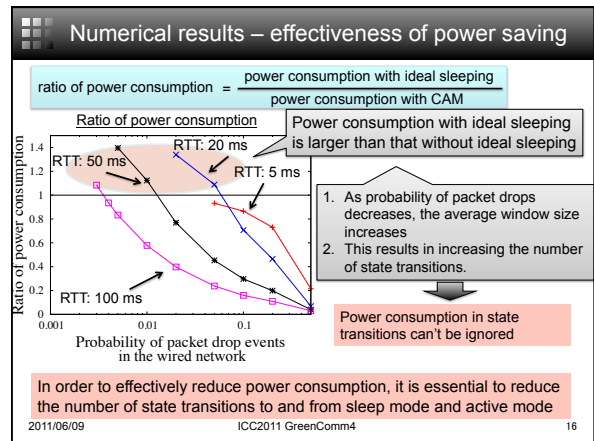 Numerical results – effectiveness of power saving
ratio of power consumption = power consumption with ideal sleeping
power consumption with CAM
Ratio of power consumption
Power consumption with ideal sleeping
is larger than that without ideal sleeping
Ratio of power consumption
1.4
1.2
1
0.8
0.6
0.4
0.2
0
0.001
0.01
0.1
RTT: 20 ms
RTT: 50 ms
RTT: 5 ms
RTT: 100 ms
Probability of packet drop events
in the wired network
1. As probability of packet drops
decreases, the average window size
increases
2. This results in increasing the number
of state transitions.
Power consumption in state
transitions can't be ignored
In order to effectively reduce power consumption, it is essential to reduce
the number of state transitions to and from sleep mode and active mode
2011/06/09
ICC2011 GreenComm4
16